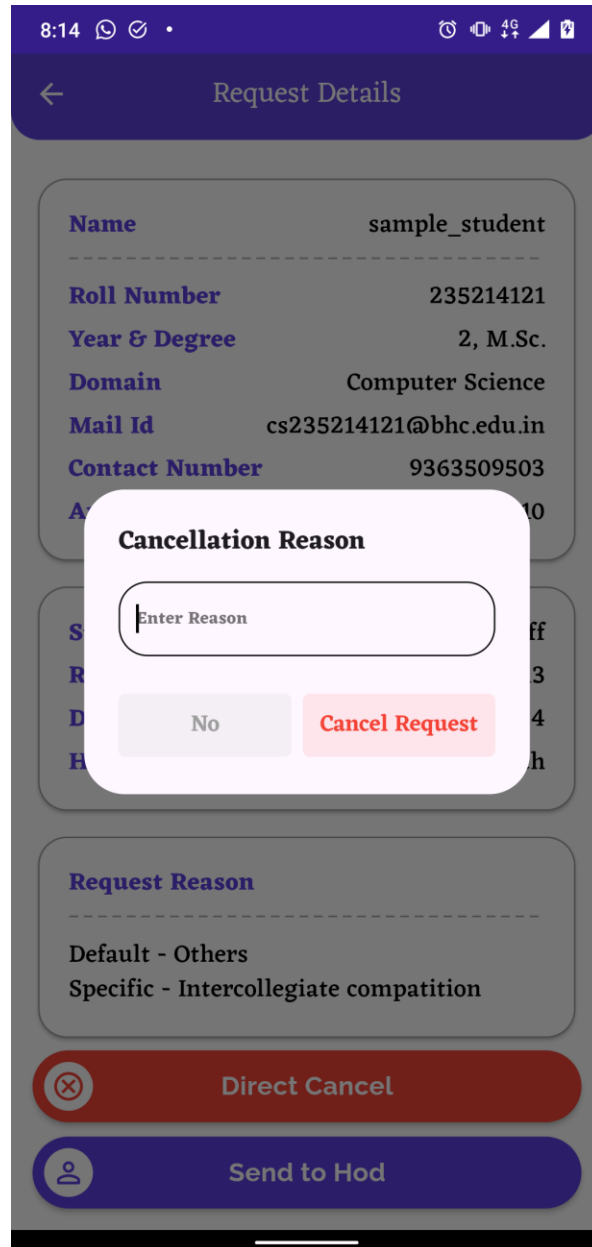 8:14
4G
Request Details
Name sample_student
Roll Number 235214121
Year & Degree 2, M.Sc.
Domain Computer Science
Mail Id cs235214121@bhc.edu.in
Contact Number 9363509503
Cancellation Reason
Enter Reason
No Cancel Request
Request Reason
Default - Others
Specific - Intercollegiate compatition
Direct Cancel
Send to Hod